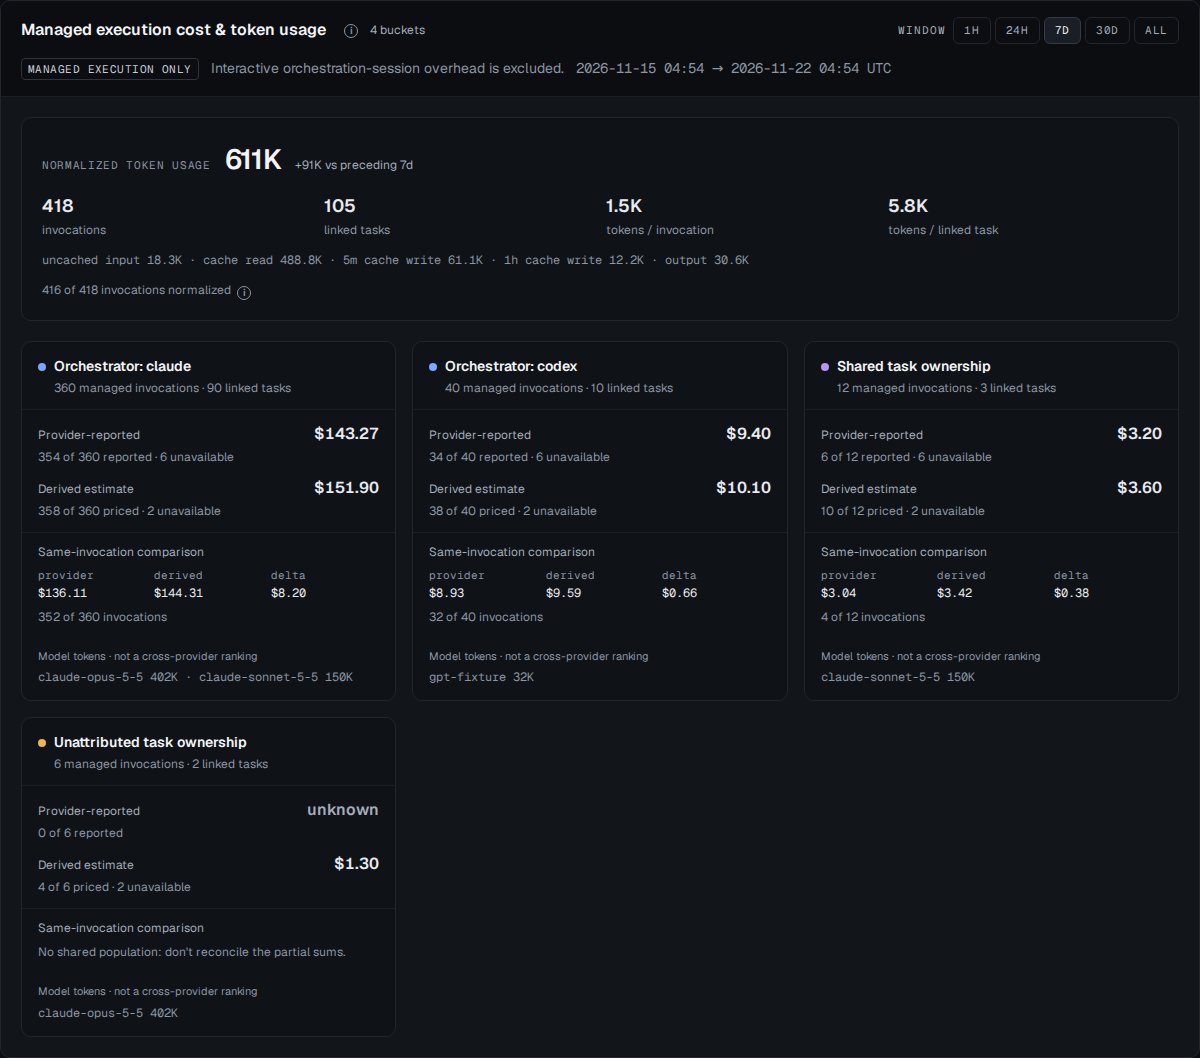 Managed execution cost & token usage ⓘ 4 buckets WINDOW 1H 24H 7D 30D ALL
MANAGED EXECUTION ONLY Interactive orchestration-session overhead is excluded. 2026-11-15 04:54 → 2026-11-22 04:54 UTC
NORMALIZED TOKEN USAGE 611K +91K vs preceding 7d
418 105 1.5K 5.8K
invocations linked tasks tokens / invocation tokens / linked task
uncached input 18.3K · cache read 488.8K · 5m cache write 61.1K · 1h cache write 12.2K · output 30.6K
416 of 418 invocations normalized ⓘ
Orchestrator: claude
360 managed invocations · 90 linked tasks
Provider-reported $143.27
354 of 360 reported · 6 unavailable
Derived estimate $151.90
358 of 360 priced · 2 unavailable
Same-invocation comparison
provider derived delta
$136.11 $144.31 $8.20
352 of 360 invocations
Model tokens · not a cross-provider ranking
claude-opus-5-5 402K · claude-sonnet-5-5 150K
Orchestrator: codex
40 managed invocations · 10 linked tasks
Provider-reported $9.40
34 of 40 reported · 6 unavailable
Derived estimate $10.10
38 of 40 priced · 2 unavailable
Same-invocation comparison
provider derived delta
$8.93 $9.59 $0.66
32 of 40 invocations
Model tokens · not a cross-provider ranking
gpt-fixture 32K
Shared task ownership
12 managed invocations · 3 linked tasks
Provider-reported $3.20
6 of 12 reported · 6 unavailable
Derived estimate $3.60
10 of 12 priced · 2 unavailable
Same-invocation comparison
provider derived delta
$3.04 $3.42 $0.38
4 of 12 invocations
Model tokens · not a cross-provider ranking
claude-sonnet-5-5 150K
Unattributed task ownership
6 managed invocations · 2 linked tasks
Provider-reported unknown
0 of 6 reported
Derived estimate $1.30
4 of 6 priced · 2 unavailable
Same-invocation comparison
No shared population: don't reconcile the partial sums.
Model tokens · not a cross-provider ranking
claude-opus-5-5 402K